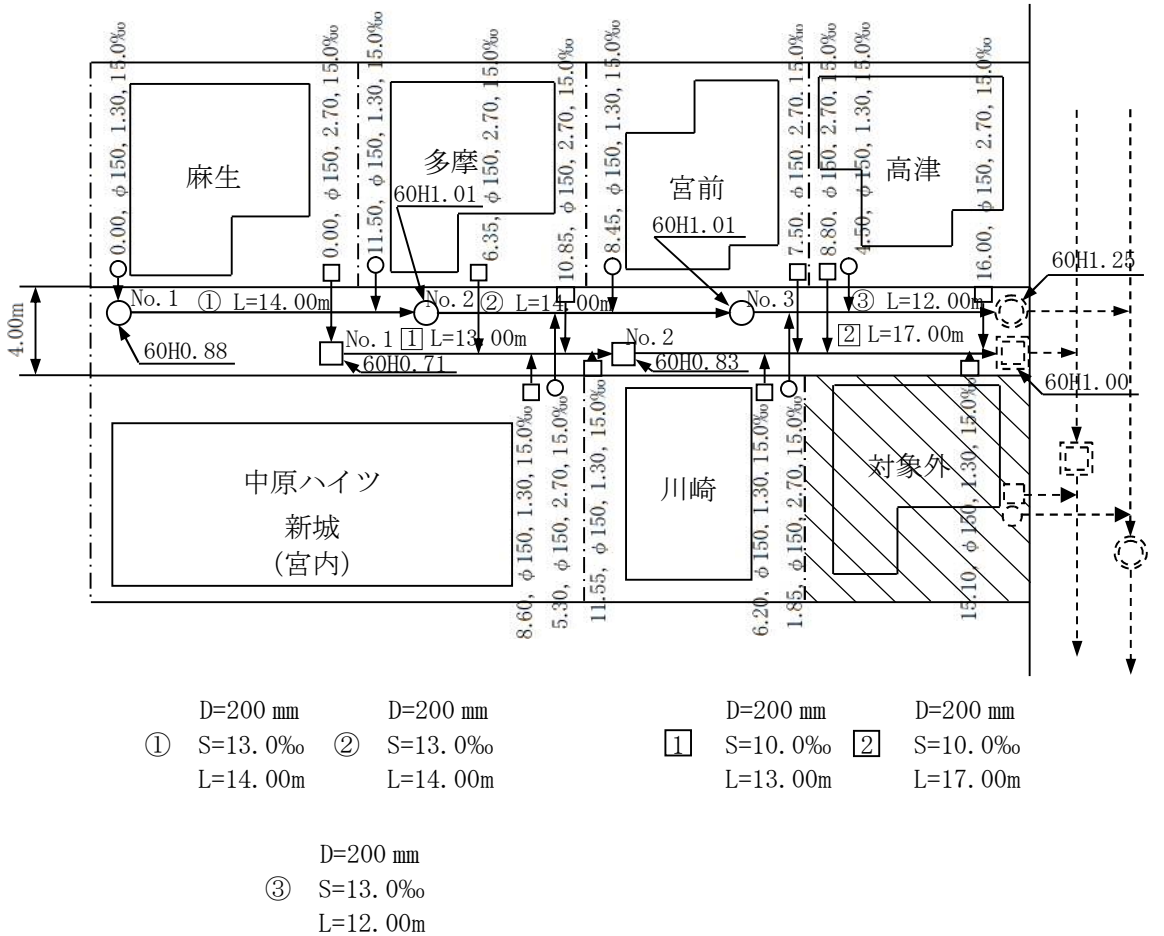 0.00, φ150, 1.30, 15.0‰
0.00, φ150, 2.70, 15.0‰
11.50, φ150, 1.30, 15.0‰
6.35, φ150, 2.70, 15.0‰
10.85, φ150, 2.70, 15.0‰
8.45, φ150, 1.30, 15.0‰
7.50, φ150, 2.70, 15.0‰
8.80, φ150, 2.70, 15.0‰
4.50, φ150, 1.30, 15.0‰
16.00, φ150, 2.70, 15.0‰
麻生
多摩
宮前
高津
60H1.01
60H1.01
60H1.25
4.00m
No.1 ① L=14.00m
No.2 ② L=14.00m
No.3 ③ L=12.00m
60H0.88
No.1 1 L=13.00m
No.2
2 L=17.00m
60H0.71
60H0.83
60H1.00
8.60, φ150, 1.30, 15.0‰
5.30, φ150, 2.70, 15.0‰
11.55, φ150, 1.30, 15.0‰
6.20, φ150, 1.30, 15.0‰
1.85, φ150, 2.70, 15.0‰
15.10, φ150, 1.30, 15.0‰
中原ハイツ
新城
(宮内)
川崎
対象外
D=200 mm
① S=13.0‰
L=14.00m
D=200 mm
② S=13.0‰
L=14.00m
D=200 mm
1 S=10.0‰
L=13.00m
D=200 mm
2 S=10.0‰
L=17.00m
D=200 mm
③ S=13.0‰
L=12.00m